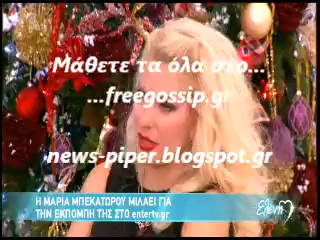 Μάθετε τα όλα στο...
...freegossip.gr
news-piper.blogspot.gr
Η ΜΑΡΙΑ ΜΠΕΚΑΤΩΡΟΥ ΜΙΛΑΕΙ ΓΙΑ
ΤΗΝ ΕΚΠΟΜΠΗ ΤΗΣ ΣΤΟ entertv.gr
Ελένη